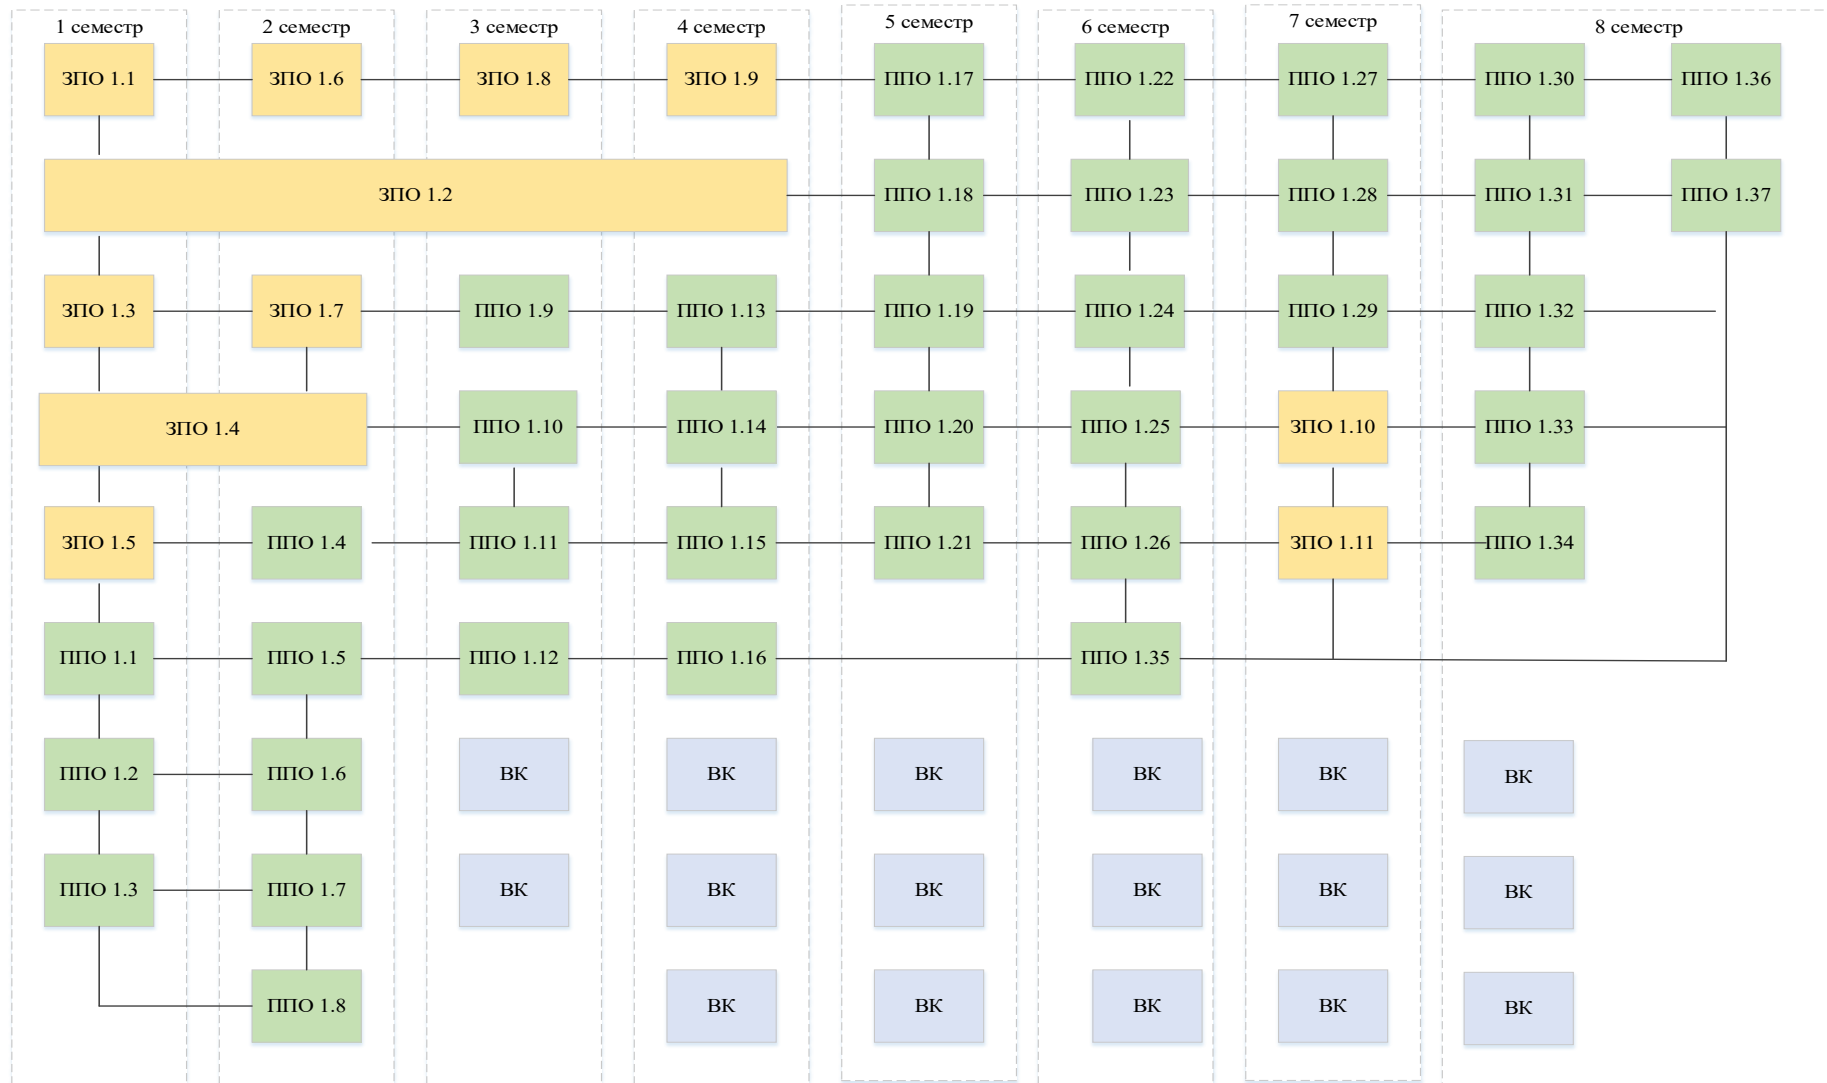 1 семестр
2 семестр
3 семестр
4 семестр
5 семестр
6 семестр
7 семестр
8 семестр
ЗПО 1.1
ЗПО 1.6
ЗПО 1.8
ЗПО 1.9
ППО 1.17
ППО 1.22
ППО 1.27
ППО 1.30
ППО 1.36
ЗПО 1.2
ППО 1.18
ППО 1.23
ППО 1.28
ППО 1.31
ППО 1.37
ЗПО 1.3
ЗПО 1.7
ППО 1.9
ППО 1.13
ППО 1.19
ППО 1.24
ППО 1.29
ППО 1.32
ЗПО 1.4
ППО 1.10
ППО 1.14
ППО 1.20
ППО 1.25
ЗПО 1.10
ППО 1.33
ЗПО 1.5
ППО 1.4
ППО 1.11
ППО 1.15
ППО 1.21
ППО 1.26
ЗПО 1.11
ППО 1.34
ППО 1.1
ППО 1.5
ППО 1.12
ППО 1.16
ППО 1.35
ППО 1.2
ППО 1.6
ВК
ВК
ВК
ВК
ВК
ВК
ППО 1.3
ППО 1.7
ВК
ВК
ВК
ВК
ВК
ВК
ППО 1.8
ВК
ВК
ВК
ВК
ВК